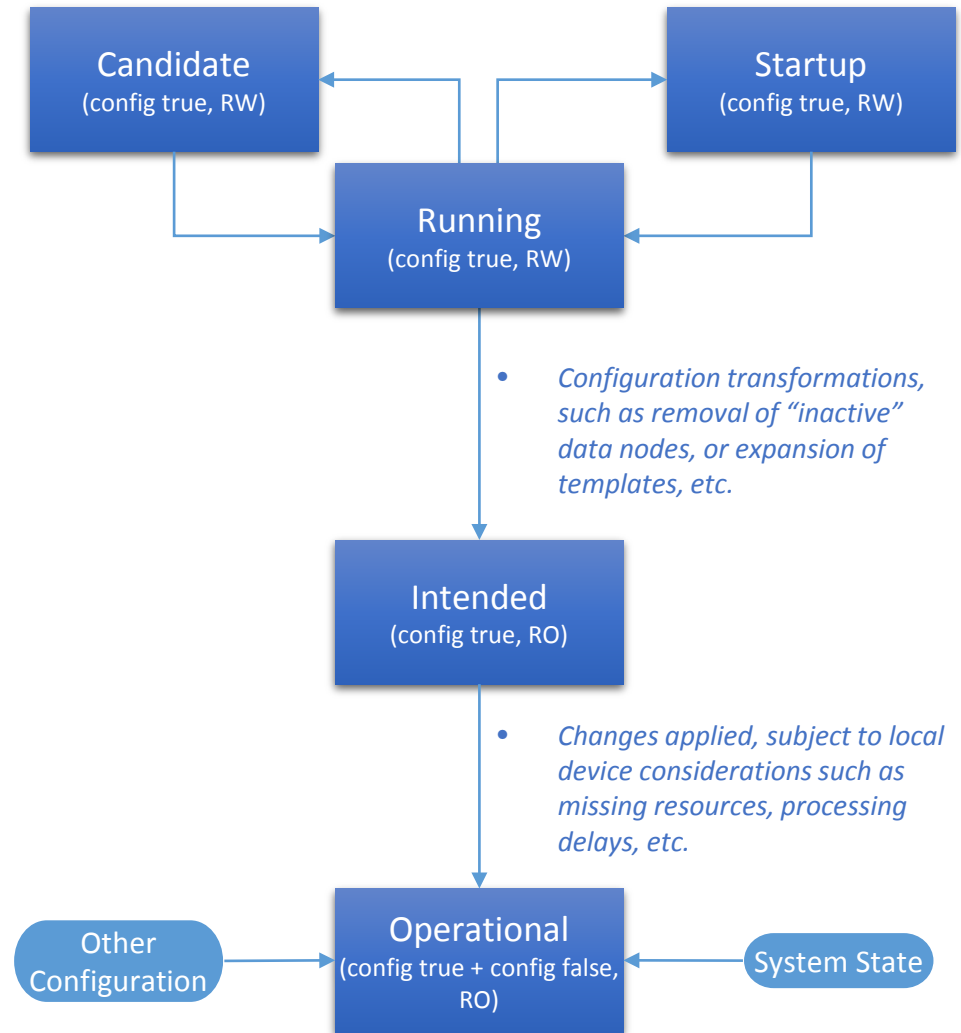 Candidate
(config true, RW)
Startup
(config true, RW)
Running
(config true, RW)
• Configuration transformations,
such as removal of “inactive”
data nodes, or expansion of
templates, etc.
Intended
(config true, RO)
• Changes applied, subject to local
device considerations such as
missing resources, processing
delays, etc.
Other
Configuration
Operational
(config true + config false,
RO)
System State